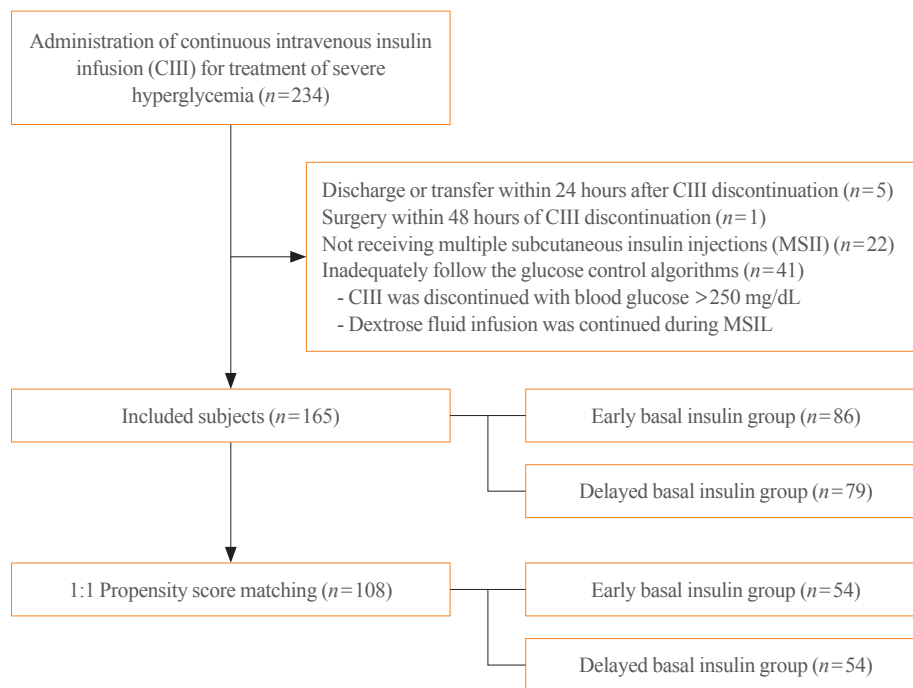 Administration of continuous intravenous insulin
infusion (CIII) for treatment of severe
hyperglycemia (n=234)
Discharge or transfer within 24 hours after CIII discontinuation (n=5)
Surgery within 48 hours of CIII discontinuation (n=1)
Not receiving multiple subcutaneous insulin injections (MSII) (n=22)
Inadequately follow the glucose control algorithms (n=41)
- CIII was discontinued with blood glucose >250 mg/dL
- Dextrose fluid infusion was continued during MSIL
Included subjects (n=165)
Early basal insulin group (n=86)
Delayed basal insulin group (n=79)
1:1 Propensity score matching (n=108)
Early basal insulin group (n=54)
Delayed basal insulin group (n=54)